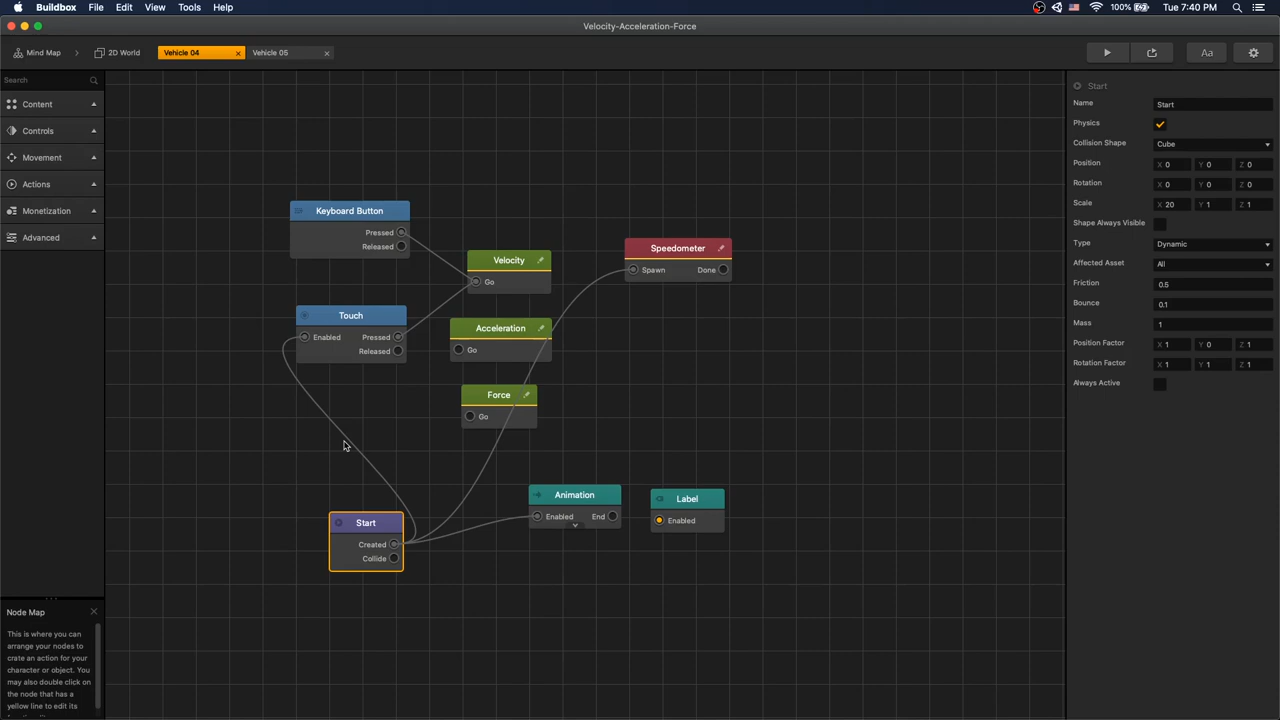 Buildbox File Edit View Tools Help 100% Tue 7:40 PM
Velocity-Acceleration-Force
Mind Map 2D World Vehicle 04 × Vehicle 05 × Aa
Search
Content
Controls
Movement
Actions
Monetization
Advanced
Keyboard Button
Pressed
Released
Velocity
Go
Speedometer
Spawn Done
Touch
Enabled Pressed
Released
Acceleration
Go
Force
Go
Animation
Enabled End
Label
Enabled
Start
Created
Collide
Node Map ×
This is where you can
arrange your nodes to
crate an action for your
character or object. You
may also double click on
the node that has a
yellow line to edit its
Start
Name Start
Physics
Collision Shape Cube
Position X 0 Y 0 Z 0
Rotation X 0 Y 0 Z 0
Scale X 20 Y 1 Z 1
Shape Always Visible
Type Dynamic
Affected Asset All
Friction 0.5
Bounce 0.1
Mass 1
Position Factor X 1 Y 0 Z 1
Rotation Factor X 1 Y 1 Z 1
Always Active